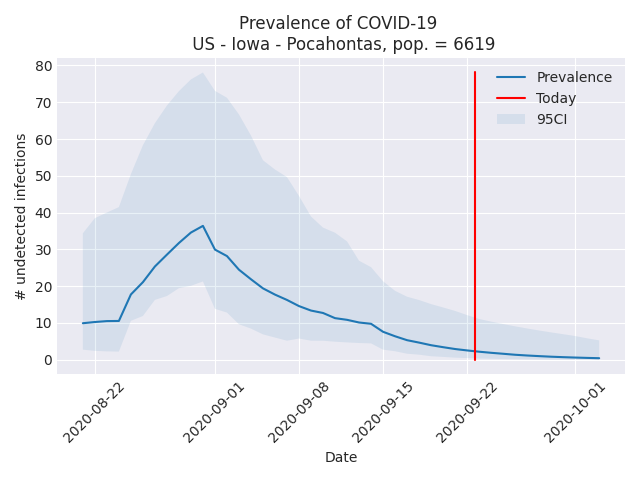 Prevalence of COVID-19
US - Iowa - Pocahontas, pop. = 6619
80
70
60
50
40
30
20
10
0
# undetected infections
Prevalence
Today
95CI
2020-08-22
2020-09-01
2020-09-08
2020-09-15
2020-09-22
2020-10-01
Date